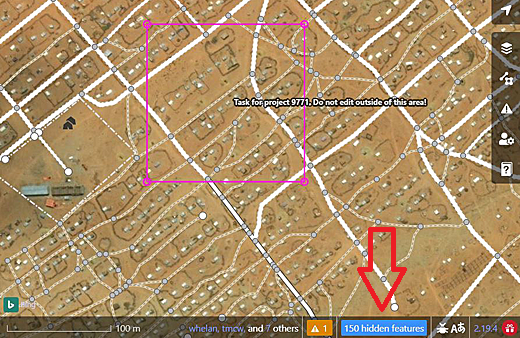 Task for project 9771. Do not edit outside of this area!
100 m
whelan, tmcw, and 7 others
1
150 hidden features
2.19.4